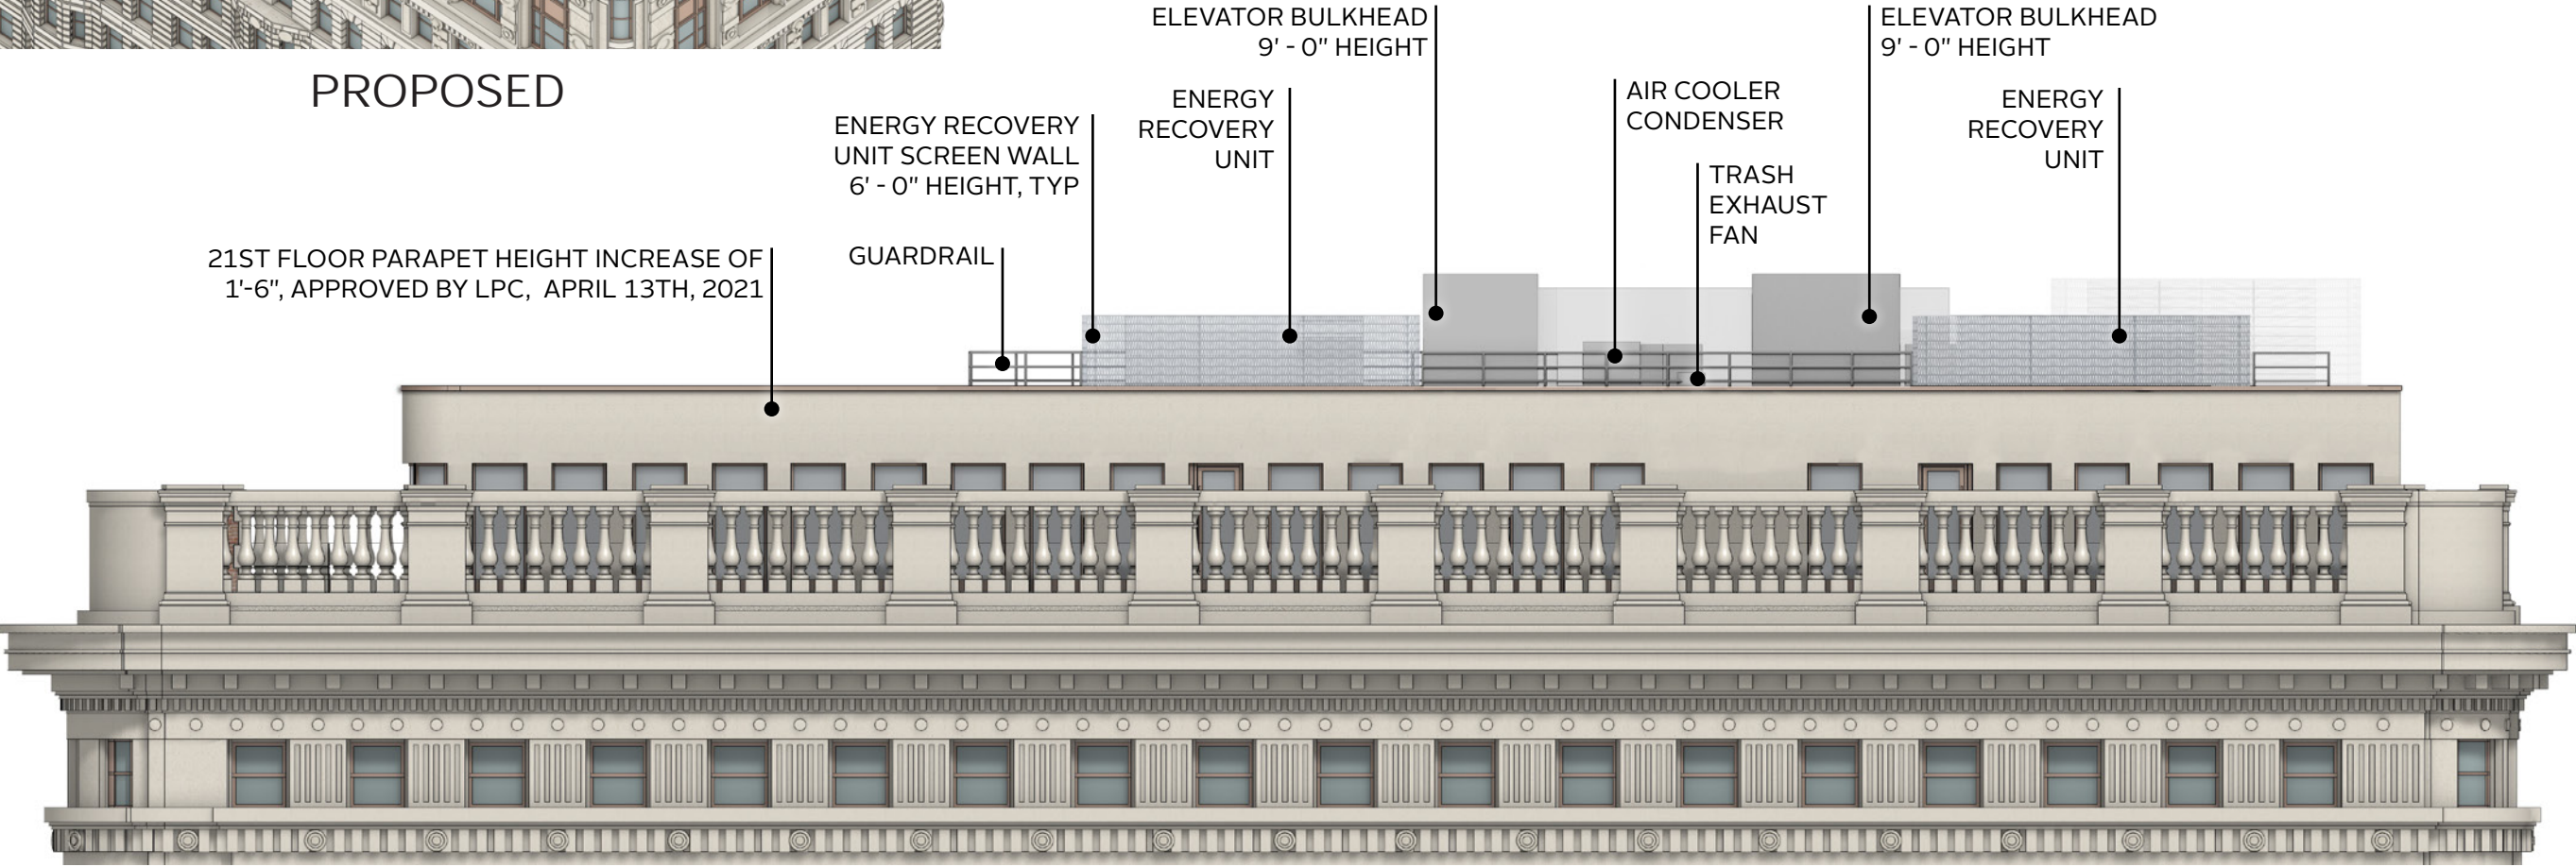 PROPOSED
21ST FLOOR PARAPET HEIGHT INCREASE OF
1'-6", APPROVED BY LPC, APRIL 13TH, 2021
GUARDRAIL
ENERGY RECOVERY
UNIT SCREEN WALL
6' - 0" HEIGHT, TYP
ENERGY
RECOVERY
UNIT
ELEVATOR BULKHEAD
9' - 0" HEIGHT
AIR COOLER
CONDENSER
TRASH
EXHAUST
FAN
ELEVATOR BULKHEAD
9' - 0" HEIGHT
ENERGY
RECOVERY
UNIT